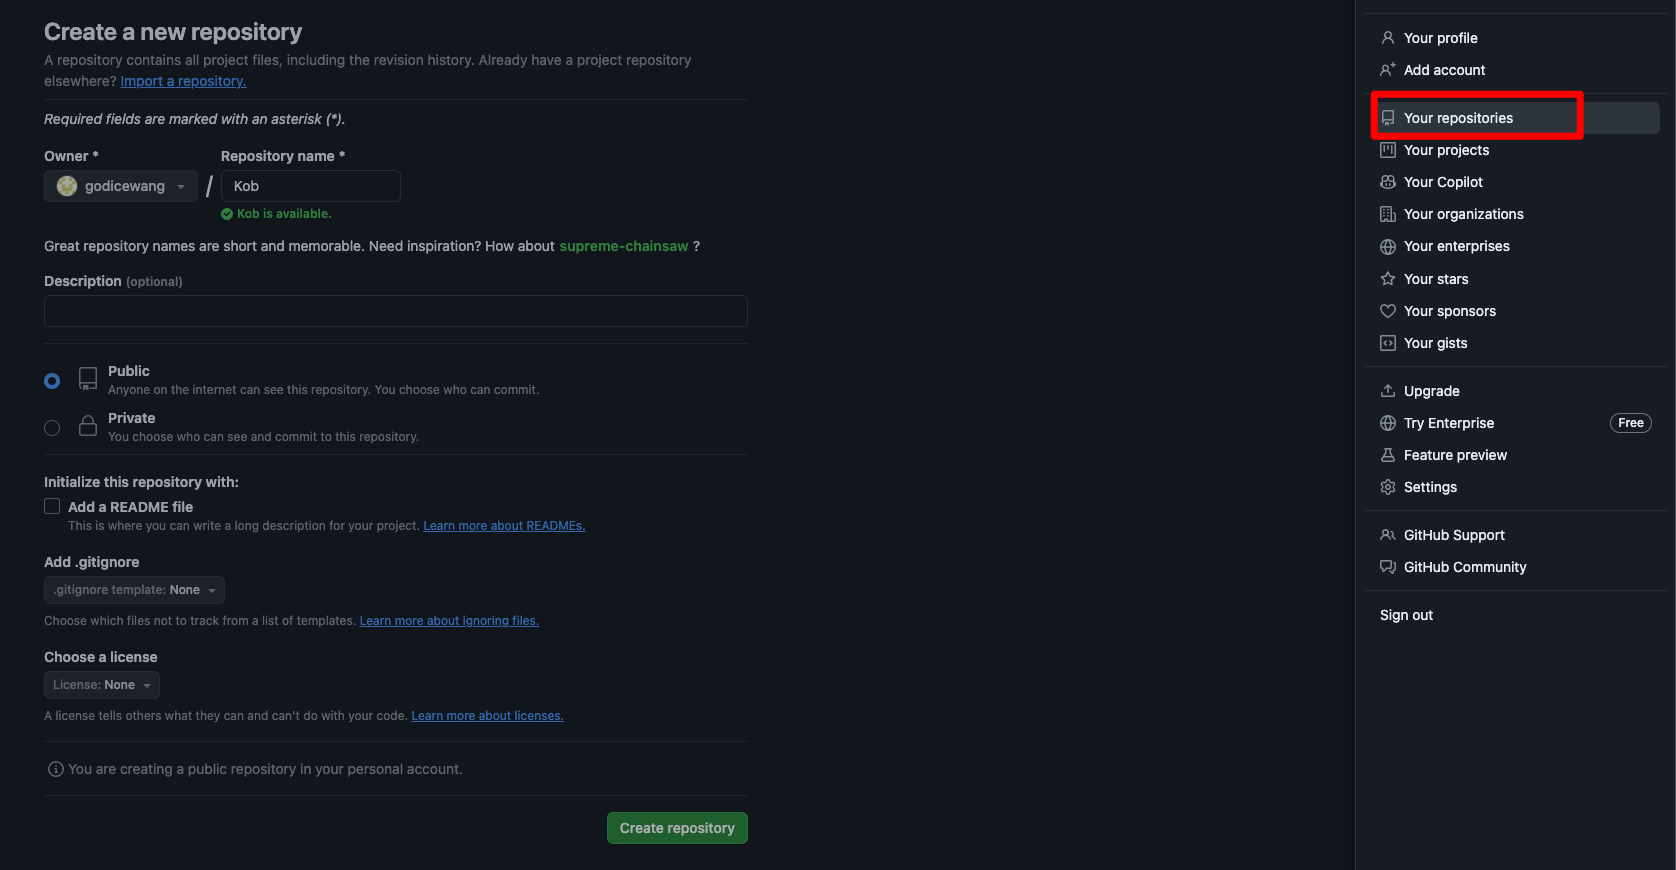 Create a new repository
A repository contains all project files, including the revision history. Already have a project repository
elsewhere? Import a repository.
Required fields are marked with an asterisk (*).
Owner *
Repository name *
godicewang
/
Kob
Kob is available.
Great repository names are short and memorable. Need inspiration? How about supreme-chainsaw ?
Description (optional)
Public
Anyone on the internet can see this repository. You choose who can commit.
Private
You choose who can see and commit to this repository.
Initialize this repository with:
Add a README file
This is where you can write a long description for your project. Learn more about READMEs.
Add .gitignore
.gitignore template: None
Choose which files not to track from a list of templates. Learn more about ignoring files.
Choose a license
License: None
A license tells others what they can and can't do with your code. Learn more about licenses.
You are creating a public repository in your personal account.
Create repository
Your profile
Add account
Your repositories
Your projects
Your Copilot
Your organizations
Your enterprises
Your stars
Your sponsors
Your gists
Upgrade
Try Enterprise
Free
Feature preview
Settings
GitHub Support
GitHub Community
Sign out